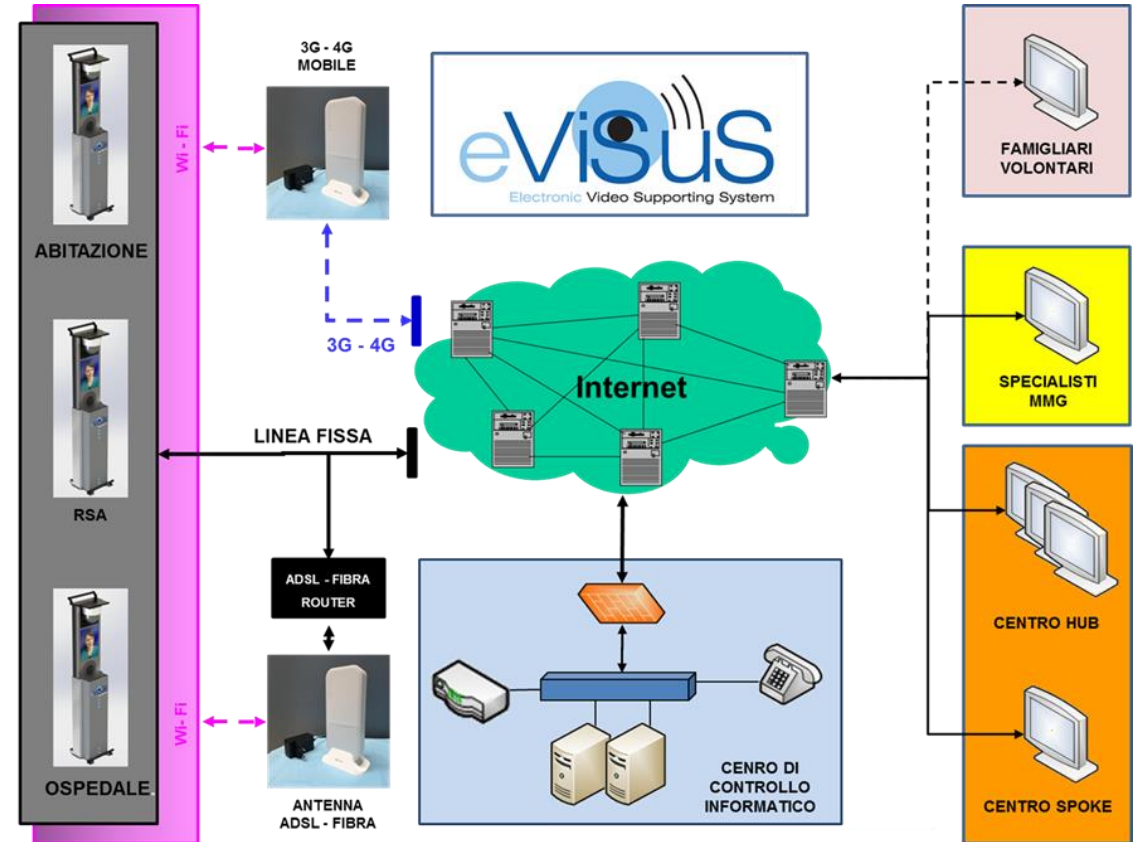 Wi - Fi
ABITAZIONE
RSA
OSPEDALE.
Wi- Fi
3G - 4G
MOBILE
3G - 4G
LINEA FISSA
ADSL - FIBRA
ROUTER
ANTENNA
ADSL - FIBRA
eViSuS
Electronic Video Supporting System
Internet
CENRO DI
CONTROLLO
INFORMATICO
FAMIGLIARI
VOLONTARI
SPECIALISTI
MMG
CENTRO HUB
CENTRO SPOKE